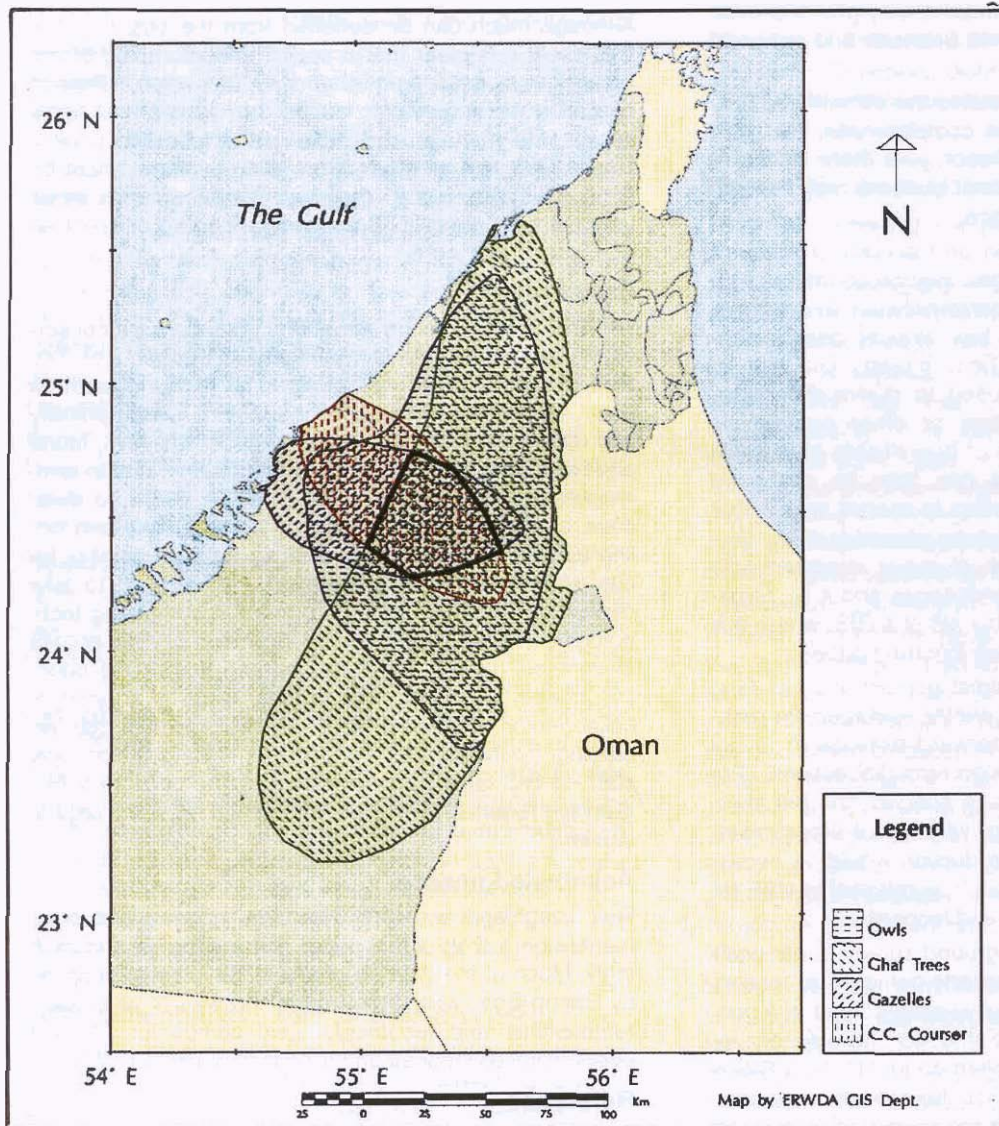 26° N
The Gulf
N
25° N
24° N
Oman
23° N
Legend
Owls
Ghaf Trees
Gazelles
C.C. Courser
54° E
55° E
56° E
25
0
25
50
75
100
Km
Map by ERWDA GIS Dept.